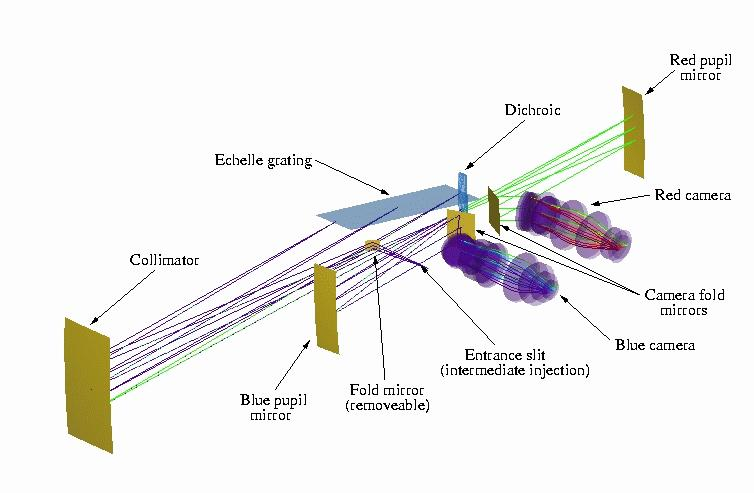 Red pupil
mirror
Dichroic
Echelle grating
Red camera
Collimator
Camera fold
mirrors
Blue camera
Entrance slit
(intermediate injection)
Fold mirror
(removeable)
Blue pupil
mirror